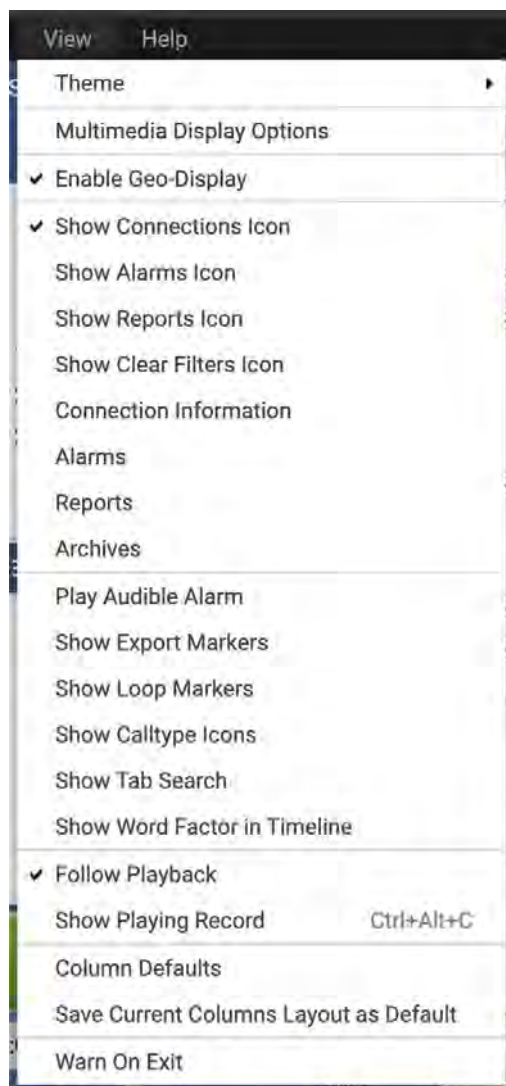 View Help
Theme
Multimedia Display Options
Enable Geo-Display
Show Connections Icon
Show Alarms Icon
Show Reports Icon
Show Clear Filters Icon
Connection Information
Alarms
Reports
Archives
Play Audible Alarm
Show Export Markers
Show Loop Markers
Show Calltype Icons
Show Tab Search
Show Word Factor in Timeline
Follow Playback
Show Playing Record Ctrl+Alt+C
Column Defaults
Save Current Columns Layout as Default
Warn On Exit